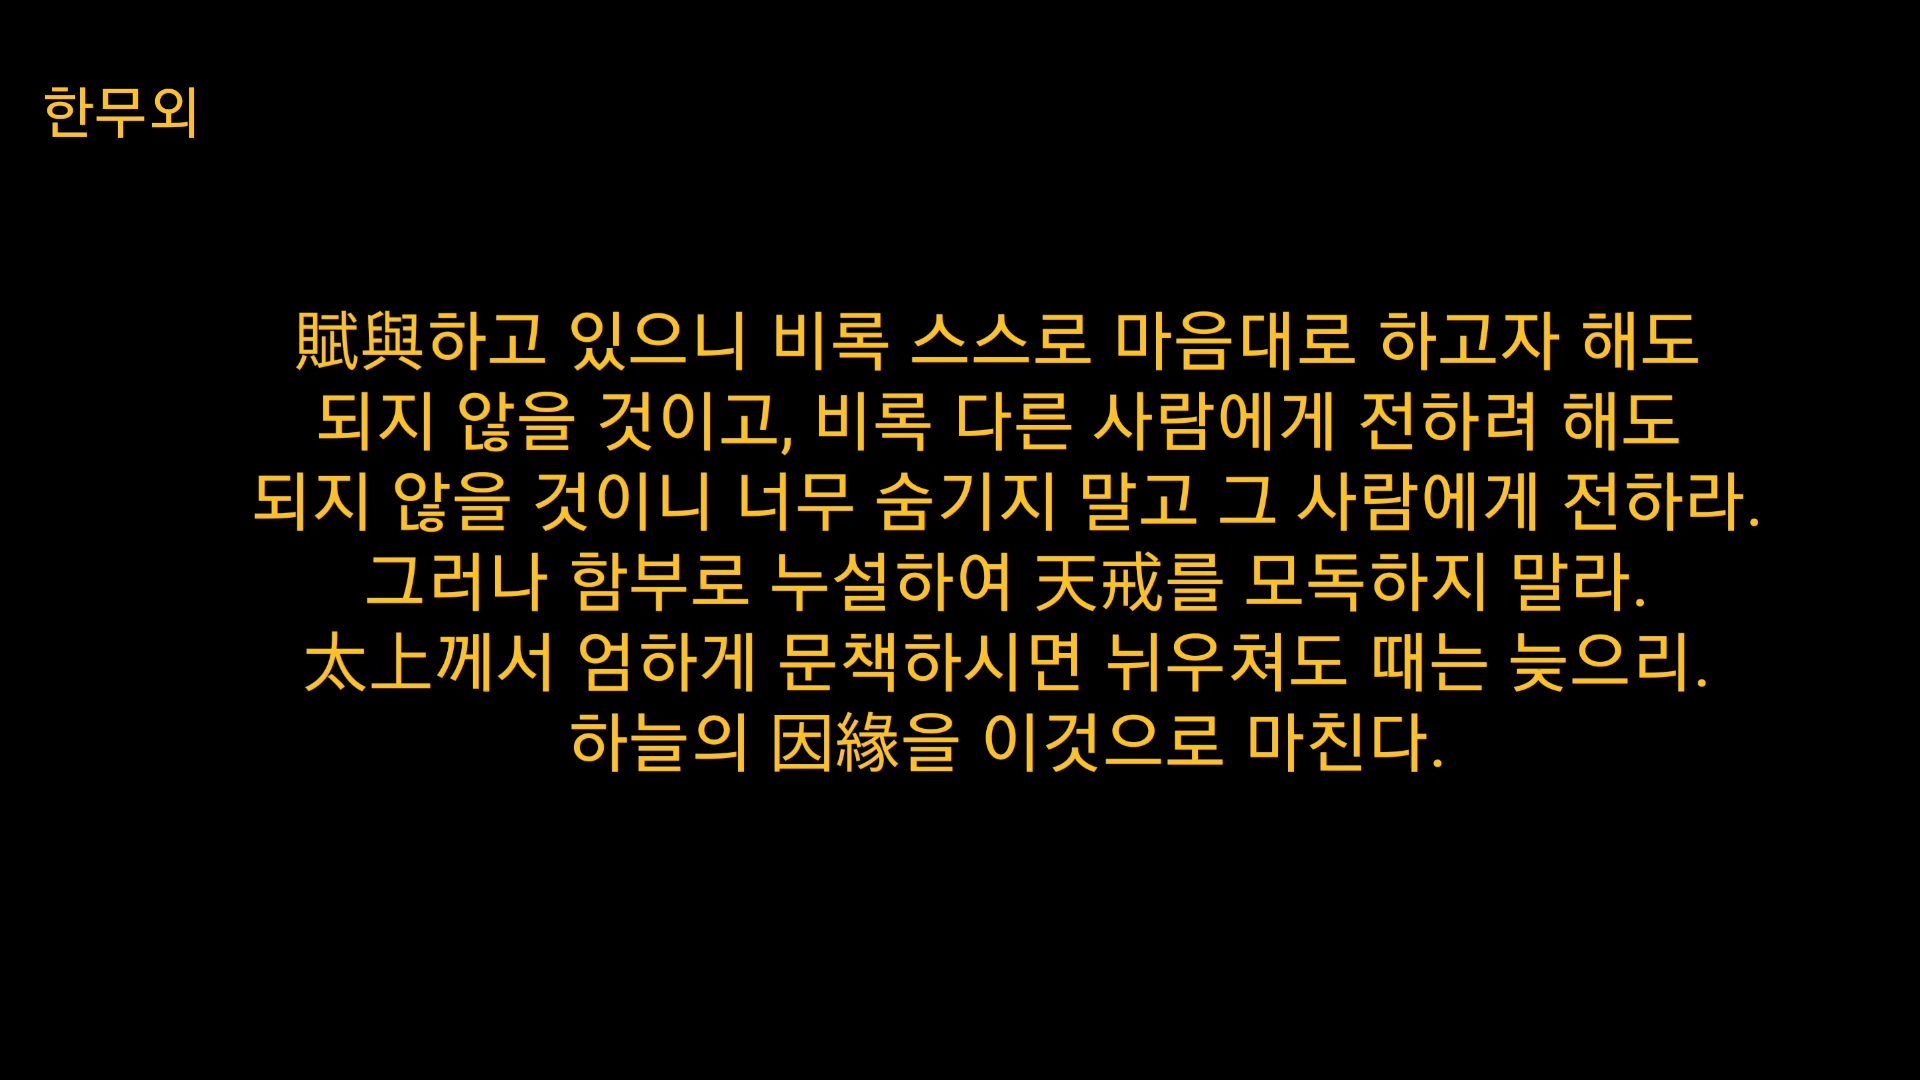 한무외
賦與하고 있으니 비록 스스로 마음대로 하고자 해도
되지 않을 것이고, 비록 다른 사람에게 전하려 해도
되지 않을 것이니 너무 숨기지 말고 그 사람에게 전하라.
그러나 함부로 누설하여 天戒를 모독하지 말라.
太上께서 엄하게 문책하시면 뉘우쳐도 때는 늦으리.
하늘의 因緣을 이것으로 마친다.